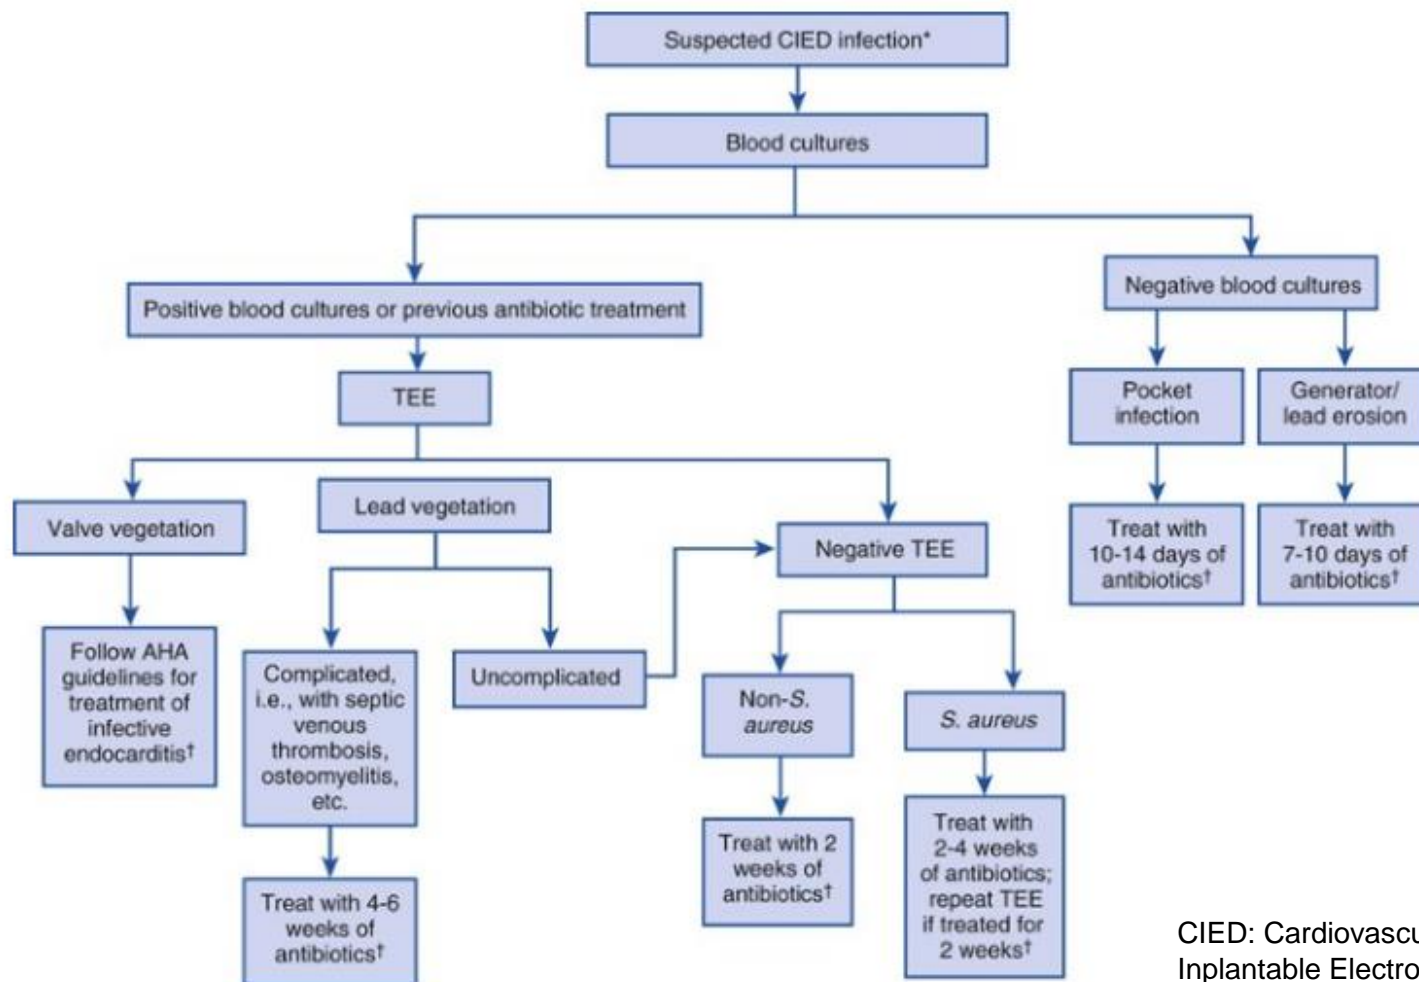 Suspected CIED infection*
Blood cultures
Positive blood cultures or previous antibiotic treatment
Negative blood cultures
TEE
Pocket
infection
Generator/
lead erosion
Valve vegetation
Lead vegetation
Negative TEE
Treat with
10-14 days of
antibiotics†
Treat with
7-10 days of
antibiotics†
Follow AHA
guidelines for
treatment of
infective
endocarditis†
Complicated,
i.e., with septic
venous
thrombosis,
osteomyelitis,
etc.
Uncomplicated
Non-S.
aureus
S. aureus
Treat with 4-6
weeks of
antibiotics†
Treat with 2
weeks of
antibiotics†
Treat with
2-4 weeks
of antibiotics;
repeat TEE
if treated for
2 weeks†
CIED:
Inplantable